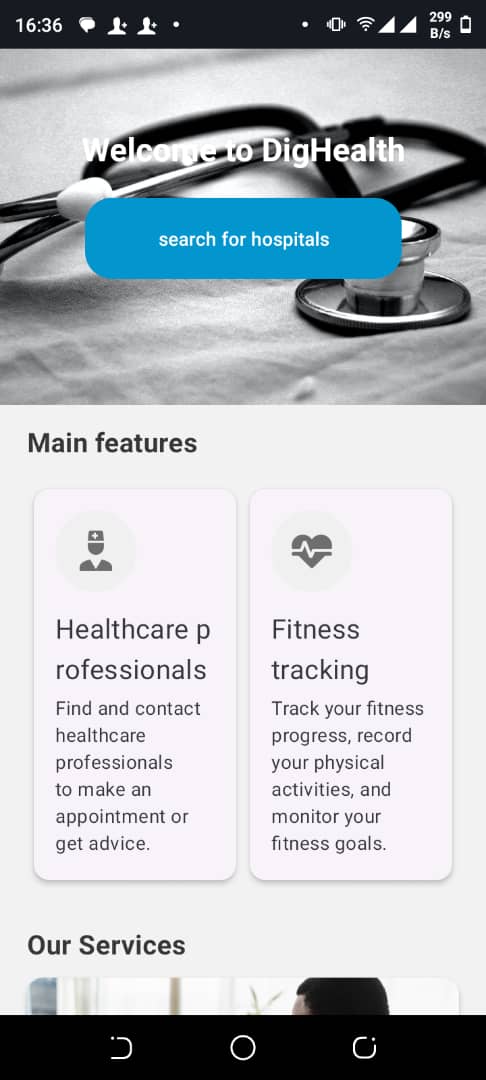 16:36
299
B/s
Welcome to DigHealth
search for hospitals
Main features
Healthcare p
rofessionals
Find and contact
healthcare
professionals
to make an
appointment or
get advice.
Fitness
tracking
Track your fitness
progress, record
your physical
activities, and
monitor your
fitness goals.
Our Services